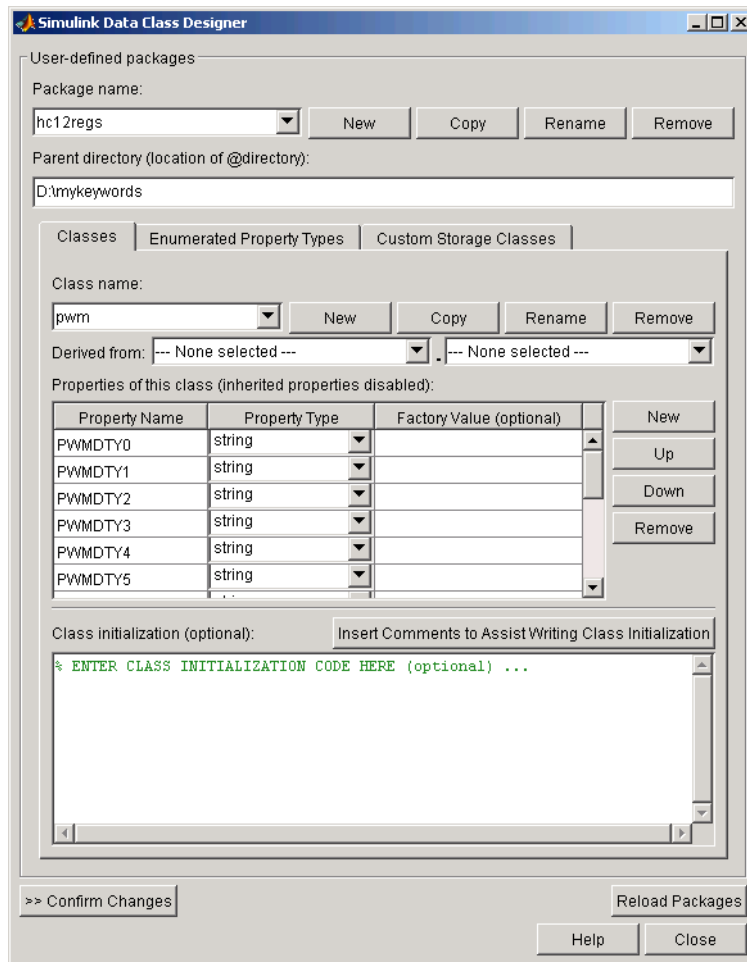 Simulink Data Class Designer
User-defined packages
Package name:
hc12regs New Copy Rename Remove
Parent directory (location of @directory):
D:\mykeywords
Classes Enumerated Property Types Custom Storage Classes
Class name:
pwm New Copy Rename Remove
Derived from: --- None selected --- . --- None selected ---
Properties of this class (inherited properties disabled):
Property Name Property Type Factory Value (optional) New
PWMDTY0 string
Up
PWMDTY1 string
PWMDTY2 string Down
PWMDTY3 string Remove
PWMDTY4 string
PWMDTY5 string
Class initialization (optional): Insert Comments to Assist Writing Class Initialization
% ENTER CLASS INITIALIZATION CODE HERE (optional) ...
>> Confirm Changes Reload Packages
Help Close